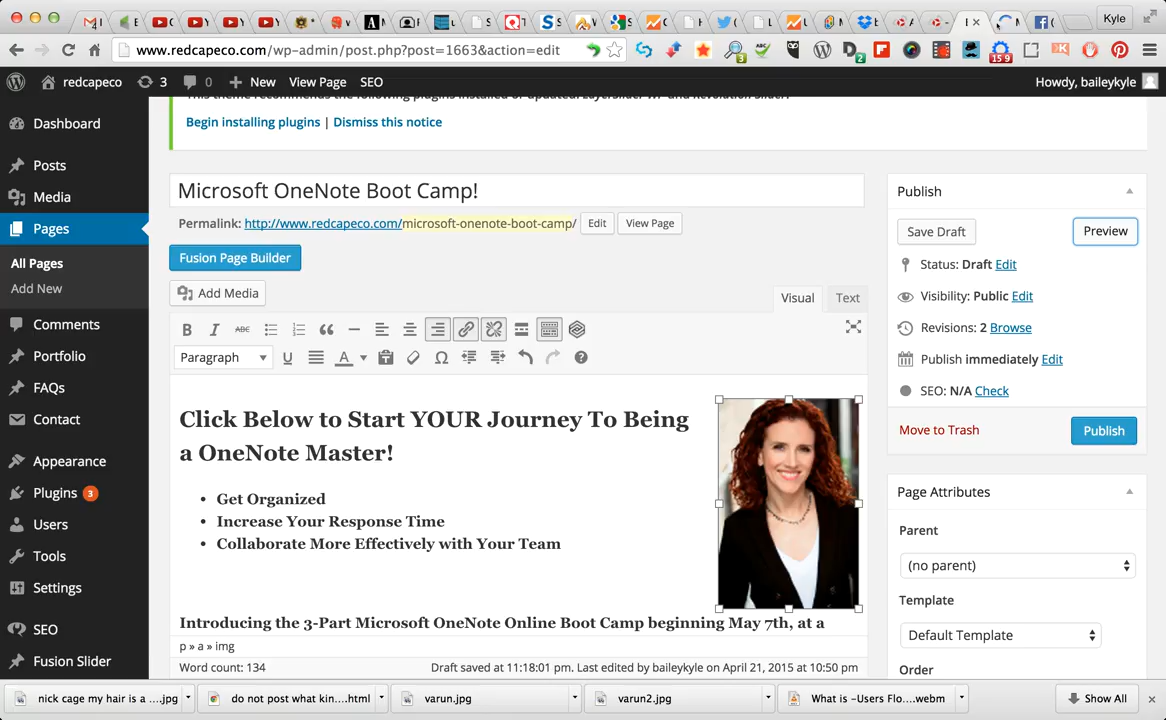 Kyle
www.redcapeco.com/wp-admin/post.php?post=1663&action=edit
redcapeco 3 0 New View Page SEO Howdy, baileykyle
Begin installing plugins | Dismiss this notice
Dashboard
Posts
Media
Pages
All Pages
Add New
Comments
Portfolio
FAQs
Contact
Appearance
Plugins 3
Users
Tools
Settings
SEO
Fusion Slider
Microsoft OneNote Boot Camp!
Permalink: http://www.redcapeco.com/microsoft-onenote-boot-camp/ Edit View Page
Fusion Page Builder
Add Media
Visual Text
B I ABC
Paragraph U A
Click Below to Start YOUR Journey To Being
a OneNote Master!
• Get Organized
• Increase Your Response Time
• Collaborate More Effectively with Your Team
Introducing the 3-Part Microsoft OneNote Online Boot Camp beginning May 7th, at a
p » a » img
Word count: 134 Draft saved at 11:18:01 pm. Last edited by baileykyle on April 21, 2015 at 10:50 pm
Publish
Save Draft Preview
Status: Draft Edit
Visibility: Public Edit
Revisions: 2 Browse
Publish immediately Edit
SEO: N/A Check
Move to Trash Publish
Page Attributes
Parent
(no parent)
Template
Default Template
Order
nick cage my hair is a ....jpg do not post what kin....html varun.jpg varun2.jpg What is -Users Flo....webm Show All